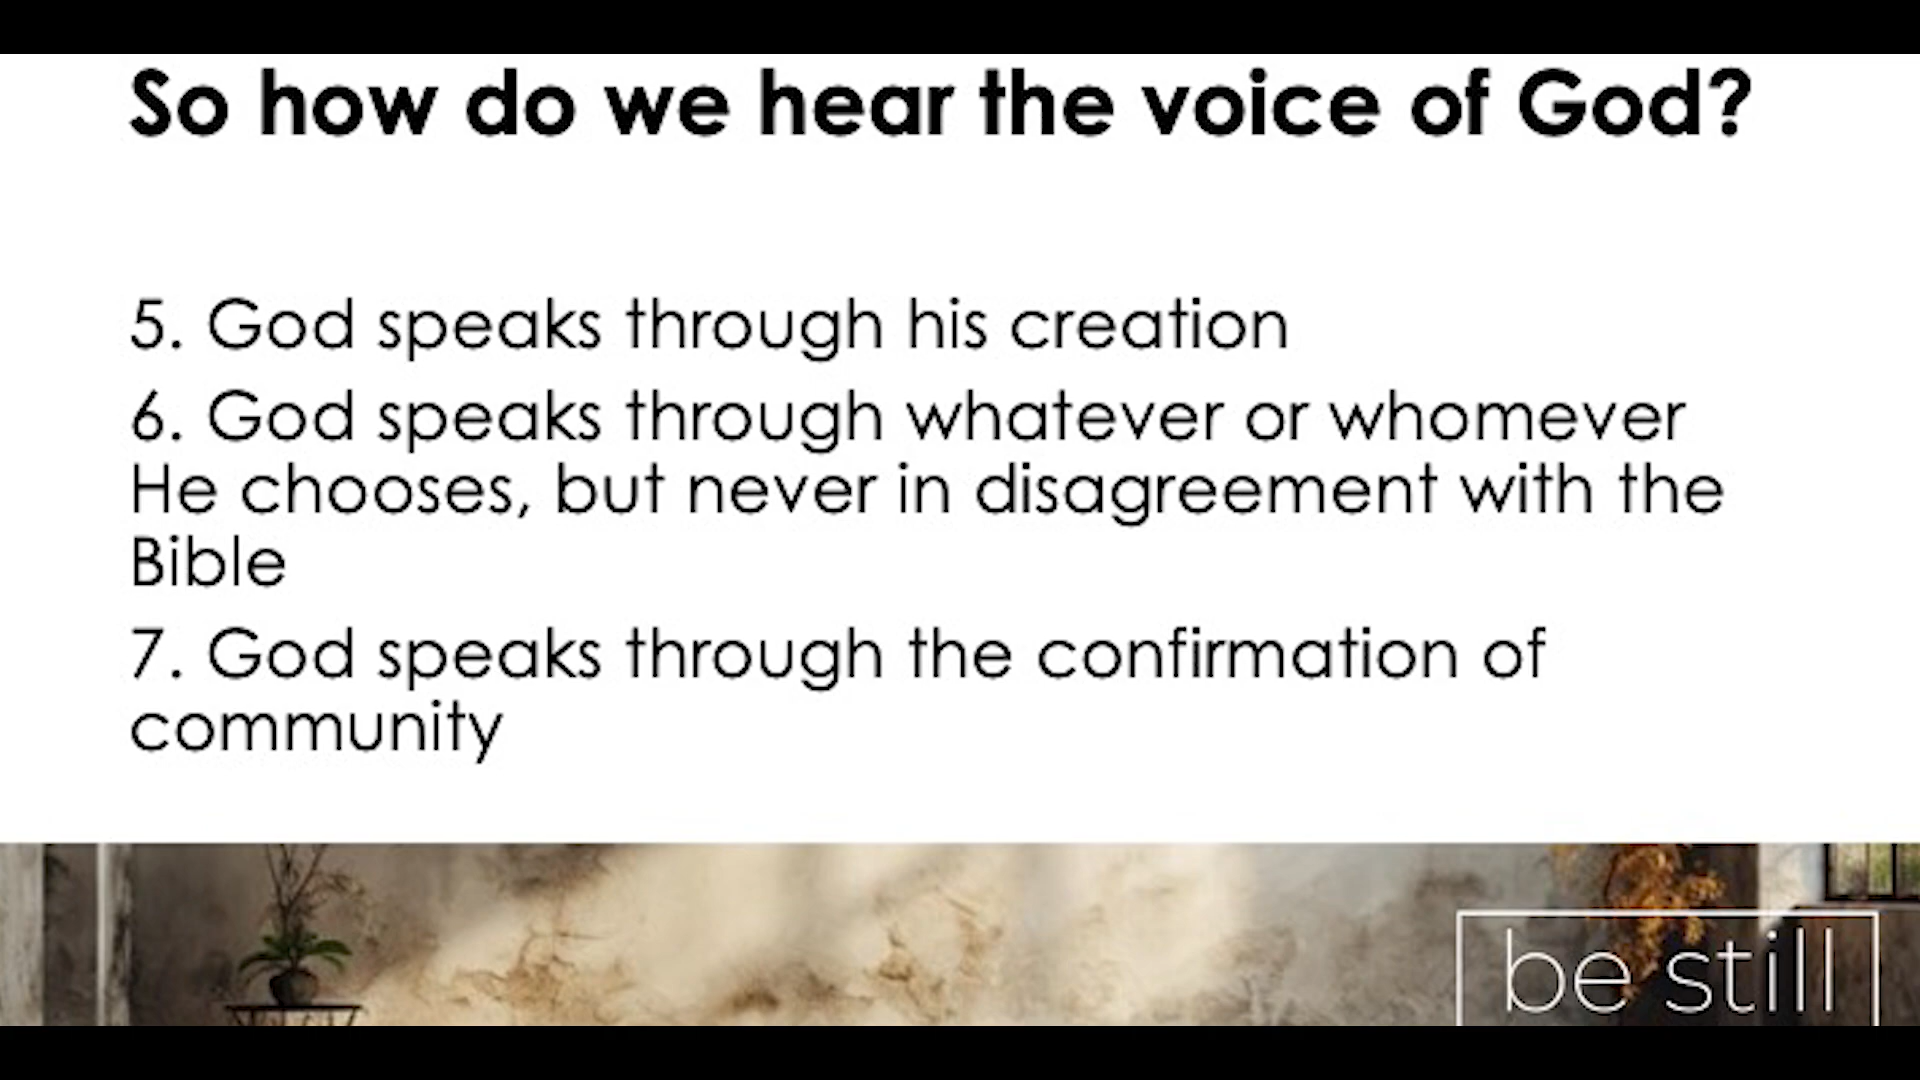 So how do we hear the voice of God?
5. God speaks through his creation
6. God speaks through whatever or whomever
He chooses, but never in disagreement with the
Bible
7. God speaks through the confirmation of
community
be still